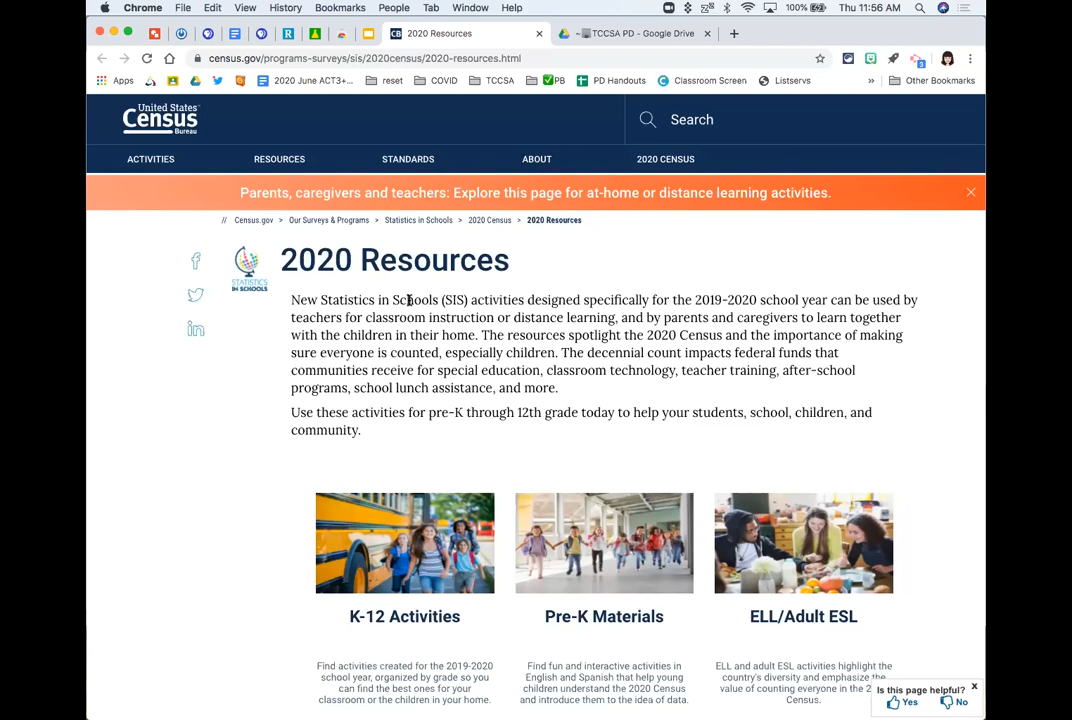 Chrome File Edit View History Bookmarks People Tab Window Help 100% Thu 11:56 AM
CB 2020 Resources × TCCSA PD - Google Drive × +
census.gov/programs-surveys/sis/2020census/2020-resources.html
Apps 2020 June ACT3+... reset COVID TCCSA PB PD Handouts Classroom Screen Listservs » Other Bookmarks
United States
Census
Bureau
Search
ACTIVITIES RESOURCES STANDARDS ABOUT 2020 CENSUS
Parents, caregivers and teachers: Explore this page for at-home or distance learning activities.
// Census.gov > Our Surveys & Programs > Statistics in Schools > 2020 Census > 2020 Resources
STATISTICS
IN SCHOOLS
2020 Resources
New Statistics in Schools (SIS) activities designed specifically for the 2019-2020 school year can be used by
teachers for classroom instruction or distance learning, and by parents and caregivers to learn together
with the children in their home. The resources spotlight the 2020 Census and the importance of making
sure everyone is counted, especially children. The decennial count impacts federal funds that
communities receive for special education, classroom technology, teacher training, after-school
programs, school lunch assistance, and more.
Use these activities for pre-K through 12th grade today to help your students, school, children, and
community.
K-12 Activities
Find activities created for the 2019-2020
school year, organized by grade so you
can find the best ones for your
classroom or the children in your home.
Pre-K Materials
Find fun and interactive activities in
English and Spanish that help young
children understand the 2020 Census
and introduce them to the idea of data.
ELL/Adult ESL
ELL and adult ESL activities highlight the
country's diversity and emphasize the
value of counting everyone in the 2
Census.
Is this page helpful? x
Yes No